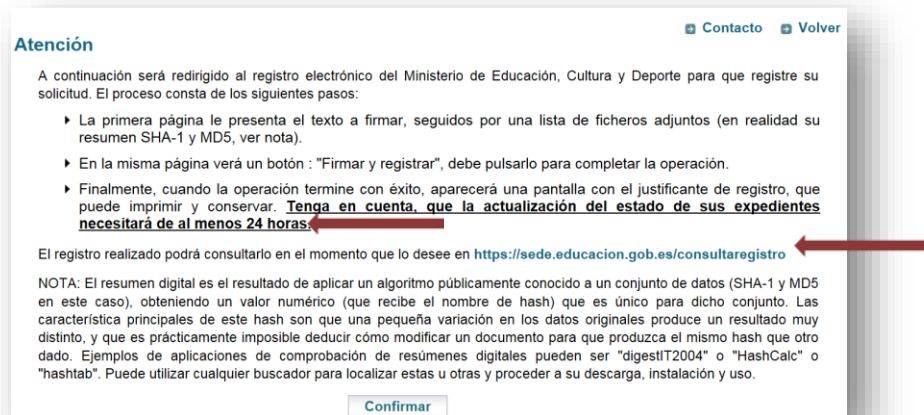 Contacto Volver
Atención
A continuación será redirigido al registro electrónico del Ministerio de Educación, Cultura y Deporte para que registre su
solicitud. El proceso consta de los siguientes pasos:
La primera página le presenta el texto a firmar, seguidos por una lista de ficheros adjuntos (en realidad su
resumen SHA-1 y MD5, ver nota).
En la misma página verá un botón : "Firmar y registrar", debe pulsarlo para completar la operación.
Finalmente, cuando la operación termine con éxito, aparecerá una pantalla con el justificante de registro, que
puede imprimir y conservar. Tenga en cuenta, que la actualización del estado de sus expedientes
necesitará de al menos 24 horas.
El registro realizado podrá consultarlo en el momento que lo desee en https://sede.educacion.gob.es/consultaregistro
NOTA: El resumen digital es el resultado de aplicar un algoritmo públicamente conocido a un conjunto de datos (SHA-1 y MD5
en este caso), obteniendo un valor numérico (que recibe el nombre de hash) que es único para dicho conjunto. Las
característica principales de este hash son que una pequeña variación en los datos originales produce un resultado muy
distinto, y que es prácticamente imposible deducir cómo modificar un documento para que produzca el mismo hash que otro
dado. Ejemplos de aplicaciones de comprobación de resúmenes digitales pueden ser "digestIT2004" o "HashCalc" o
"hashtab". Puede utilizar cualquier buscador para localizar estas u otras y proceder a su descarga, instalación y uso.
Confirmar